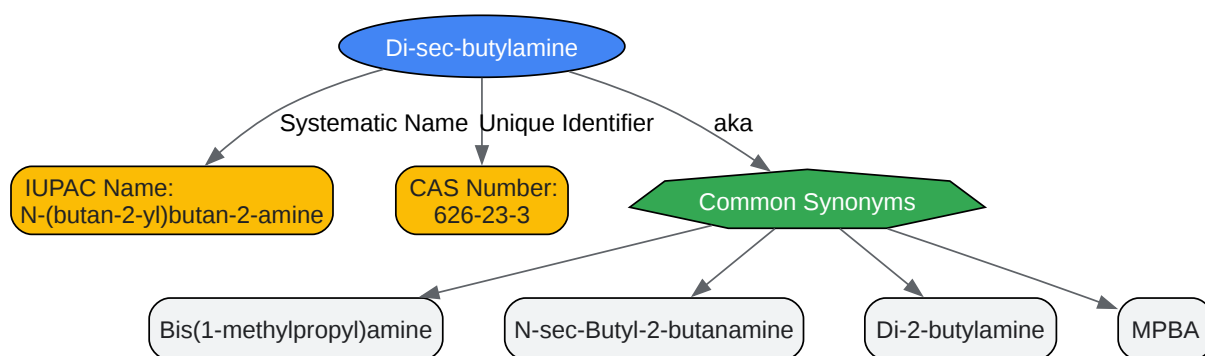 Di-sec-butylamine
Systematic Name
Unique Identifier
aka
IUPAC Name:
N-(butan-2-yl)butan-2-amine
CAS Number:
626-23-3
Common Synonyms
Bis(1-methylpropyl)amine
N-sec-Butyl-2-butanamine
Di-2-butylamine
MPBA